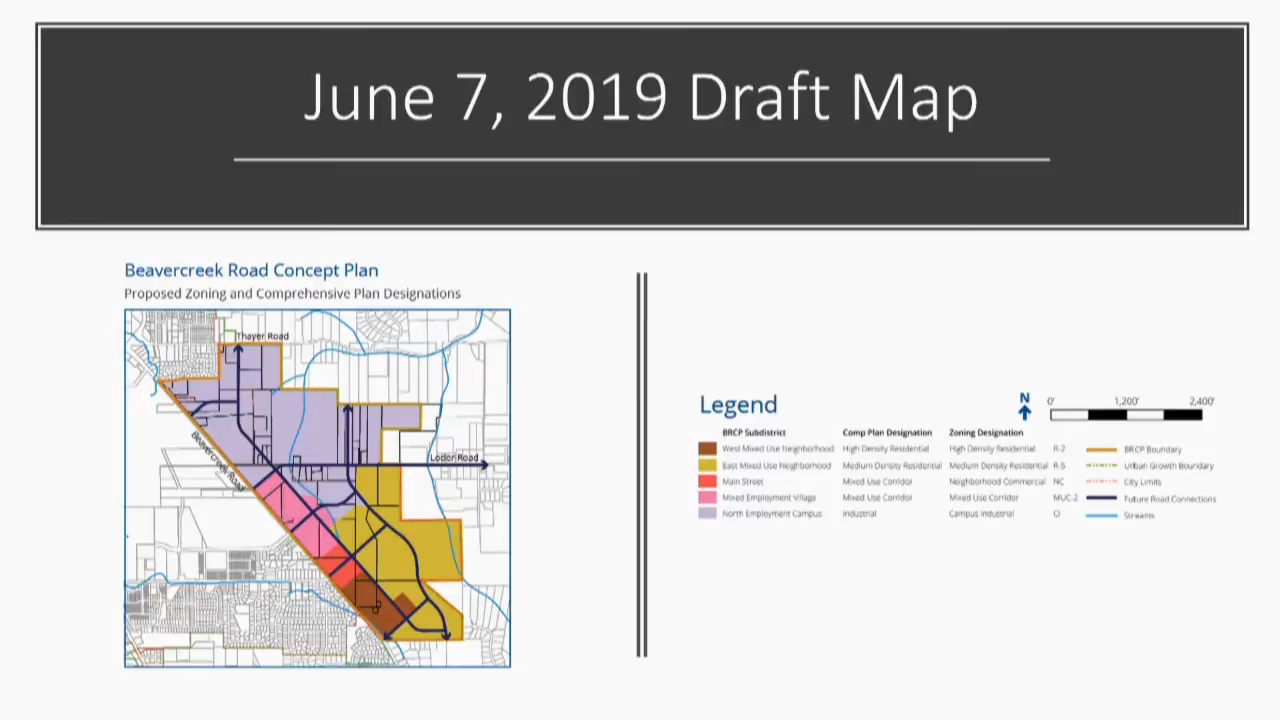 June 7, 2019 Draft Map
Beavercreek Road Concept Plan
Proposed Zoning and Comprehensive Plan Designations
Thayer Road
Beavercreek Road
Loder Road
Legend
N
0' 1,200' 2,400'
BRCP Subdistrict Comp Plan Designation Zoning Designation
West Mixed Use Neighborhood High Density Residential High Density Residential R-2 BRCP Boundary
East Mixed Use Neighborhood Medium Density Residential Medium Density Residential R-5 Urban Growth Boundary
Main Street Mixed Use Corridor Neighborhood Commercial NC City Limits
Mixed Employment Village Mixed Use Corridor Mixed Use Corridor MUC-2 Future Road Connections
North Employment Campus Industrial Campus Industrial CI Streams